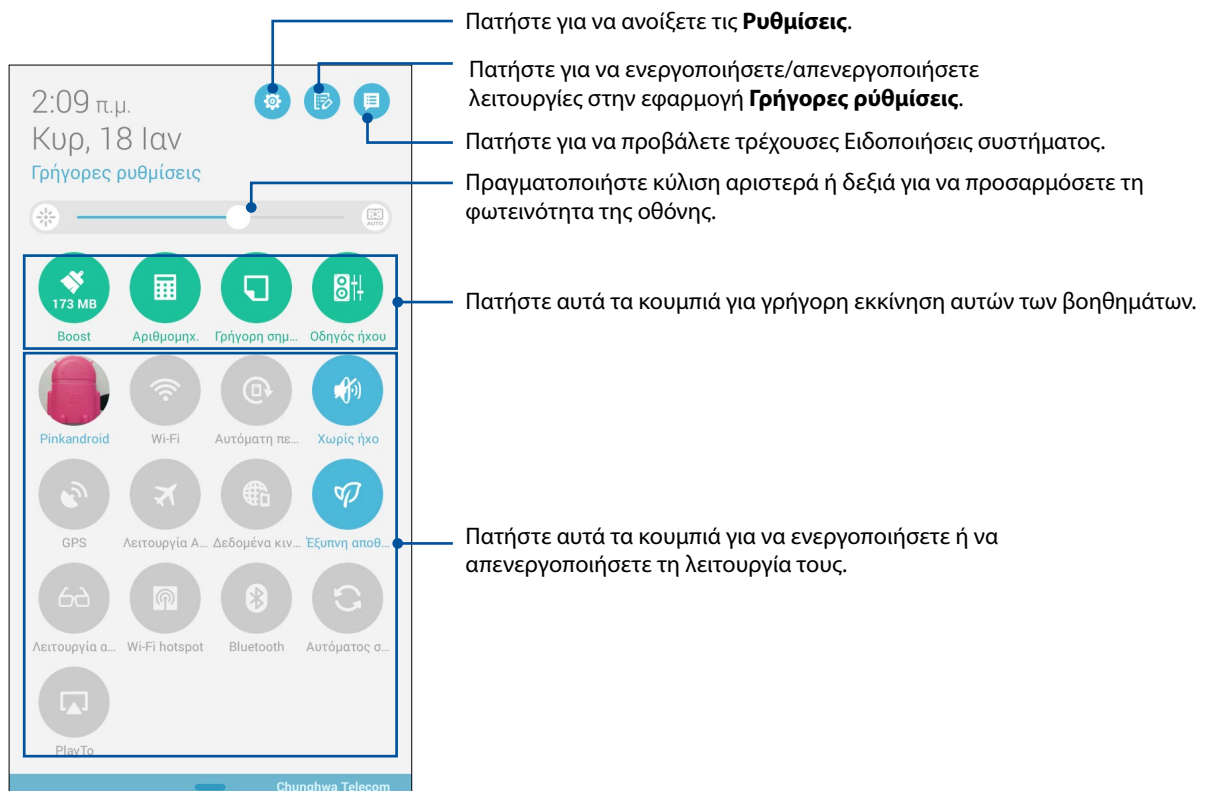 Πατήστε για να ανοίξετε τις Ρυθμίσεις.
Πατήστε για να ενεργοποιήσετε/απενεργοποιήσετε
λειτουργίες στην εφαρμογή Γρήγορες ρύθμίσεις.
Πατήστε για να προβάλετε τρέχουσες Ειδοποιήσεις συστήματος.
Πραγματοποιήστε κύλιση αριστερά ή δεξιά για να προσαρμόσετε τη
φωτεινότητα της οθόνης.
Πατήστε αυτά τα κουμπιά για γρήγορη εκκίνηση αυτών των βοηθημάτων.
Πατήστε αυτά τα κουμπιά για να ενεργοποιήσετε ή να
απενεργοποιήσετε τη λειτουργία τους.
2:09 π.μ.
Κυρ, 18 Ιαν
Γρήγορες ρυθμίσεις
AUTO
173 MB
Boost Αριθμομηχ. Γρήγορη σημ... Οδηγός ήχου
Pinkandroid Wi-Fi Αυτόματη πε... Χωρίς ήχο
GPS Λειτουργία Α... Δεδομένα κιν... Έξυπνη αποθ...
Λειτουργία α... Wi-Fi hotspot Bluetooth Αυτόματος σ...
PlayTo
Chunghwa Telecom